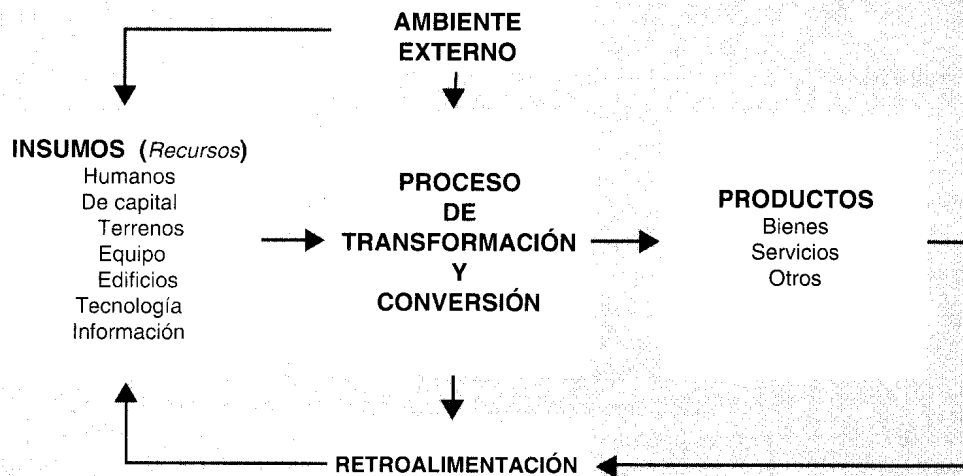 AMBIENTE
EXTERNO
INSUMOS (Recursos)
Humanos
De capital
Terrenos
Equipo
Edificios
Tecnología
Información
PROCESO
DE
TRANSFORMACIÓN
Y
CONVERSIÓN
PRODUCTOS
Bienes
Servicios
Otros
RETROALIMENTACIÓN